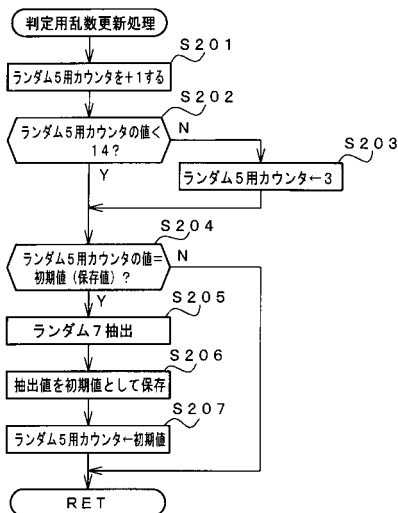 判定用乱数更新処理
S201
ランダム5用カウンタを+1する
S202
ランダム5用カウンタの値<
14?
N
Y
S203
ランダム5用カウンタ←3
S204
ランダム5用カウンタの値=
初期値(保存値)?
N
Y
S205
ランダム7抽出
S206
抽出値を初期値として保存
S207
ランダム5用カウンタ←初期値
RET